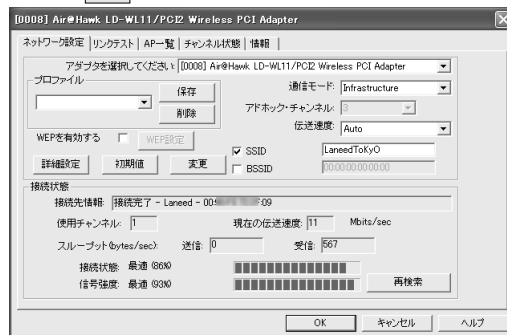 [0008] Air@Hawk LD-WL11/PCI2 Wireless PCI Adapter
ネットワーク設定 リンクテスト AP一覧 チャンネル状態 情報
アダプタを選択してください [0008] Air@Hawk LD-WL11/PCI2 Wireless PCI Adapter
プロファイル 保存 通信モード: Infrastructure
削除 アドホック・チャンネル: 3
伝送速度: Auto
WEPを有効する WEP設定
SSID LaneedToKyO
詳細設定 初期値 変更 BSSID 00:00:00:00:00:00
接続状態
接続先情報: 接続完了 - Laneed - 00: :09
使用チャンネル: 1 現在の伝送速度: 11 Mbits/sec
スループット(bytes/sec): 送信: 0 受信: 567
接続状態: 最適 (86%)
信号強度: 最適 (93%) 再検索
OK キャンセル ヘルプ